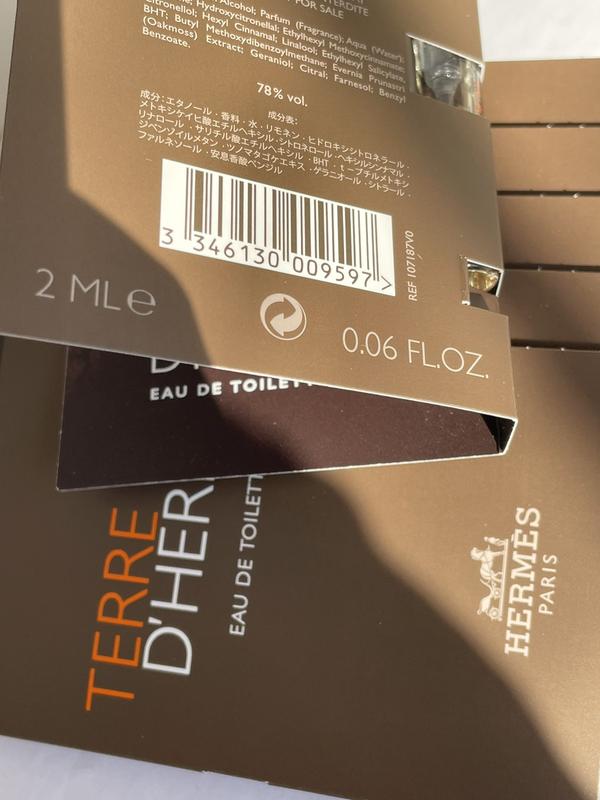 INTERDITE
FOR SALE
Alcohol; Parfum (Fragrance); Aqua (Water);
Hydroxycitronellal; Ethylhexyl Methoxycinnamate;
Citronellol; Hexyl Cinnamal; Linalool; Ethylhexyl Salicylate,
BHT; Butyl Methoxydibenzoylmethane; Evernia Prunastri
(Oakmoss) Extract; Geraniol; Citral; Farnesol; Benzyl
Benzoate.
78% vol.
成分表:
成分:エタノール・香料・水・リモネン・ヒドロキシシトロネラール・
メトキシケイヒ酸エチルヘキシル・シトロネロール・ヘキシルシンナマル・
リナロール・サリチル酸エチルヘキシル・BHT・t-ブチルメトキシ
ジベンゾイルメタン・ツノマタゴケエキス・ゲラニオール・シトラール・
ファルネソール・安息香酸ベンジル
3 346130 009597 >
REF 107187V0
2 ML e
0.06 FL.OZ.
EAU DE TOILETT
TERRE
D'HER
EAU DE TOILETT
HERMÈS
PARIS